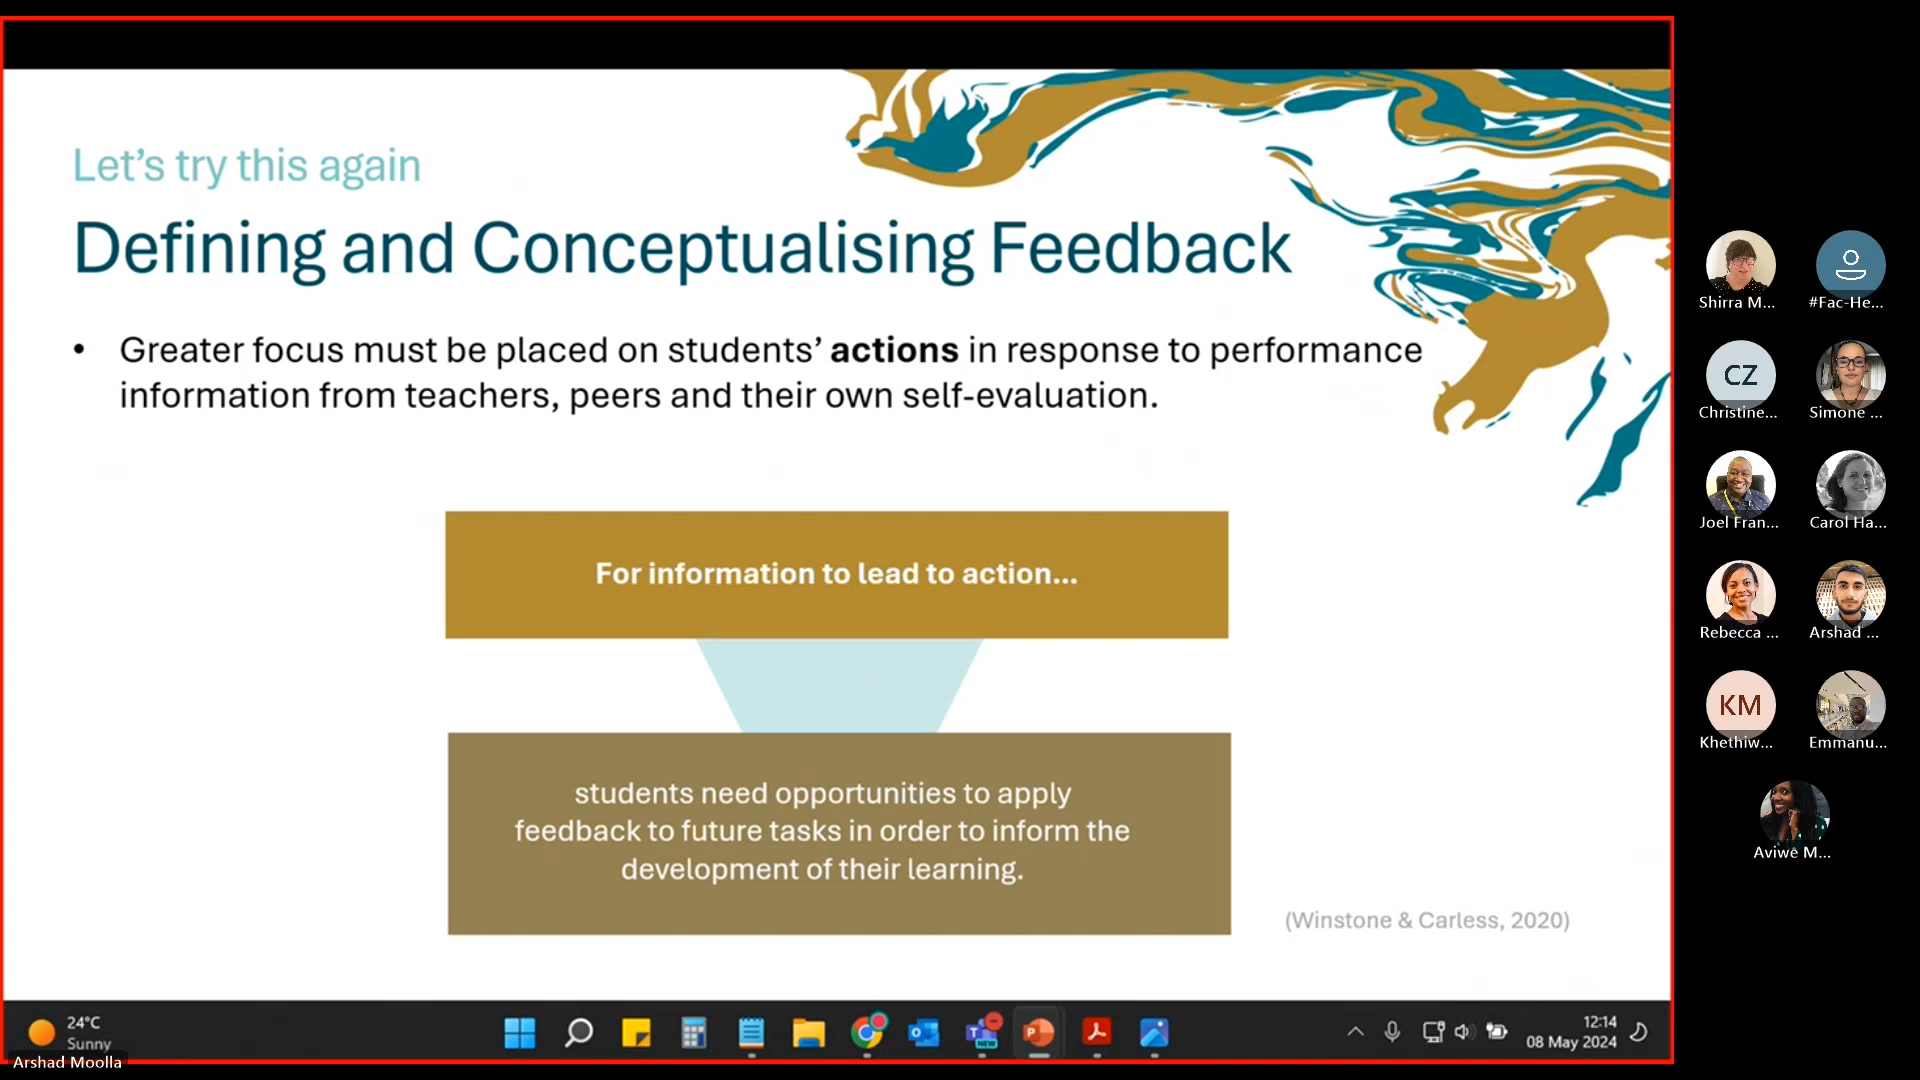 Let's try this again
Defining and Conceptualising Feedback
• Greater focus must be placed on students' actions in response to performance
information from teachers, peers and their own self-evaluation.
For information to lead to action...
students need opportunities to apply
feedback to future tasks in order to inform the
development of their learning.
(Winstone & Carless, 2020)
Shirra M...
#Fac-He...
CZ
Christine...
Simone ...
Joel Fran...
Carol Ha...
Rebecca ...
Arshad ...
KM
Khethiw...
Emmanu...
Aviwe M...
24°C
Sunny
NEW
12:14
08 May 2024
Arshad Moolla